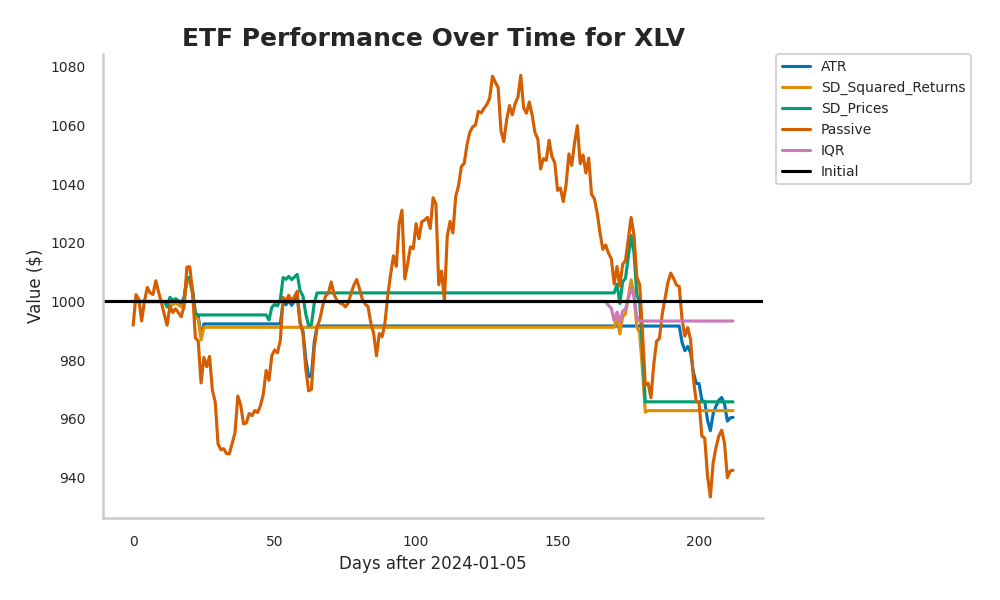 ETF Performance Over Time for XLV
1080
1060
1040
1020
1000
980
960
940
Value ($)
0 50 100 150 200
Days after 2024-01-05
ATR
SD_Squared_Returns
SD_Prices
Passive
IQR
Initial